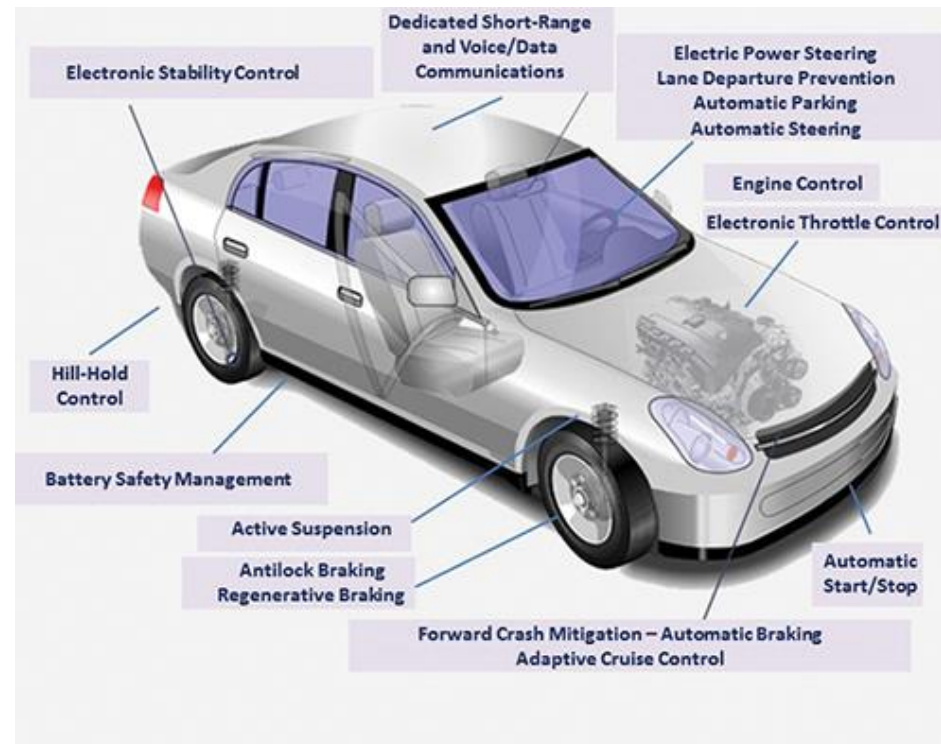 Dedicated Short-Range
and Voice/Data
Communications
Electronic Stability Control
Electric Power Steering
Lane Departure Prevention
Automatic Parking
Automatic Steering
Engine Control
Electronic Throttle Control
Hill-Hold
Control
Battery Safety Management
Active Suspension
Antilock Braking
Regenerative Braking
Automatic
Start/Stop
Forward Crash Mitigation – Automatic Braking
Adaptive Cruise Control